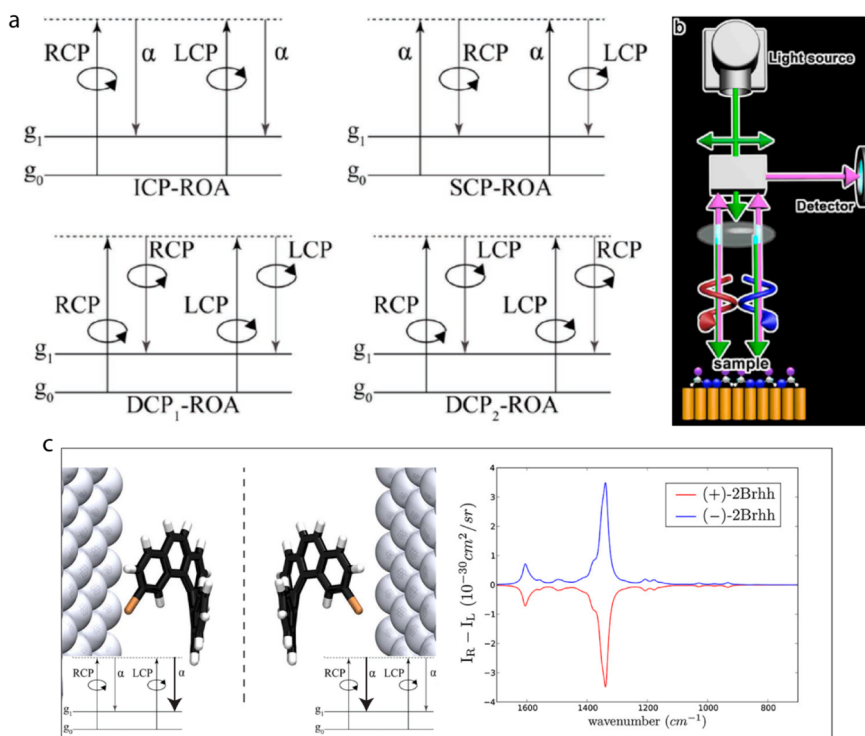 a
RCP α LCP α
g₁
g₀
ICP-ROA
α RCP α LCP
g₁
g₀
SCP-ROA
RCP LCP
RCP LCP
g₁
g₀
DCP₁-ROA
LCP RCP
RCP LCP
g₁
g₀
DCP₂-ROA
b
Light source
Detector
sample
c
RCP α LCP α
g₁
g₀
RCP α LCP α
g₁
g₀
I_R − I_L (10⁻³⁰cm²/sr)
4
3
2
1
0
−1
−2
−3
−4
(+)-2Brhh
(−)-2Brhh
1600 1400 1200 1000 800
wavenumber (cm⁻¹)